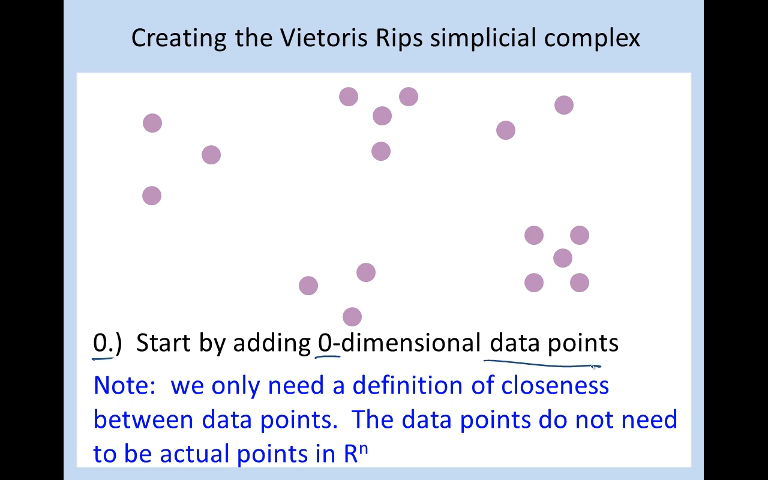 Creating the Vietoris Rips simplicial complex
0.) Start by adding 0-dimensional data points
Note: we only need a definition of closeness
between data points. The data points do not need
to be actual points in Rⁿ